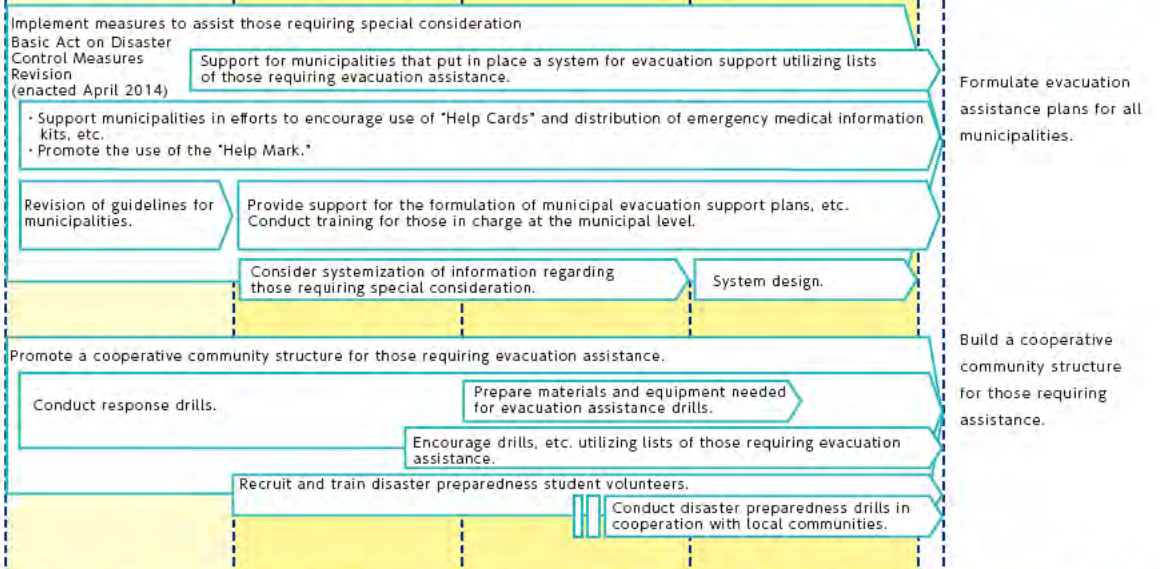 Implement measures to assist those requiring special consideration
Basic Act on Disaster
Control Measures
Revision
(enacted April 2014)
Support for municipalities that put in place a system for evacuation support utilizing lists
of those requiring evacuation assistance.
・Support municipalities in efforts to encourage use of "Help Cards" and distribution of emergency medical information
kits, etc.
・Promote the use of the "Help Mark."
Revision of guidelines for
municipalities.
Provide support for the formulation of municipal evacuation support plans, etc.
Conduct training for those in charge at the municipal level.
Consider systemization of information regarding
those requiring special consideration.
System design.
Formulate evacuation
assistance plans for all
municipalities.
Promote a cooperative community structure for those requiring evacuation assistance.
Conduct response drills.
Prepare materials and equipment needed
for evacuation assistance drills.
Encourage drills, etc. utilizing lists of those requiring evacuation
assistance.
Recruit and train disaster preparedness student volunteers.
Conduct disaster preparedness drills in
cooperation with local communities.
Build a cooperative
community structure
for those requiring
assistance.